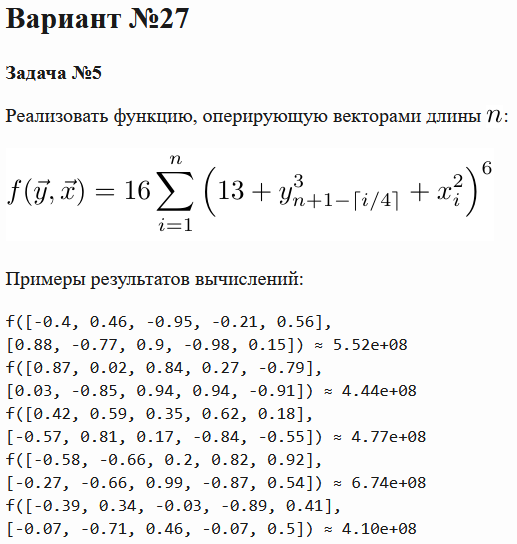 Вариант №27
Задача №5
Реализовать функцию, оперирующую векторами длины n:
f(y⃗, x⃗) = 16 ∑_{i=1}^{n} (13 + y_{n+1−⌈i/4⌉}^3 + x_i^2)^6
Примеры результатов вычислений:
f([-0.4, 0.46, -0.95, -0.21, 0.56],
[0.88, -0.77, 0.9, -0.98, 0.15]) ≈ 5.52e+08
f([0.87, 0.02, 0.84, 0.27, -0.79],
[0.03, -0.85, 0.94, 0.94, -0.91]) ≈ 4.44e+08
f([0.42, 0.59, 0.35, 0.62, 0.18],
[-0.57, 0.81, 0.17, -0.84, -0.55]) ≈ 4.77e+08
f([-0.58, -0.66, 0.2, 0.82, 0.92],
[-0.27, -0.66, 0.99, -0.87, 0.54]) ≈ 6.74e+08
f([-0.39, 0.34, -0.03, -0.89, 0.41],
[-0.07, -0.71, 0.46, -0.07, 0.5]) ≈ 4.10e+08